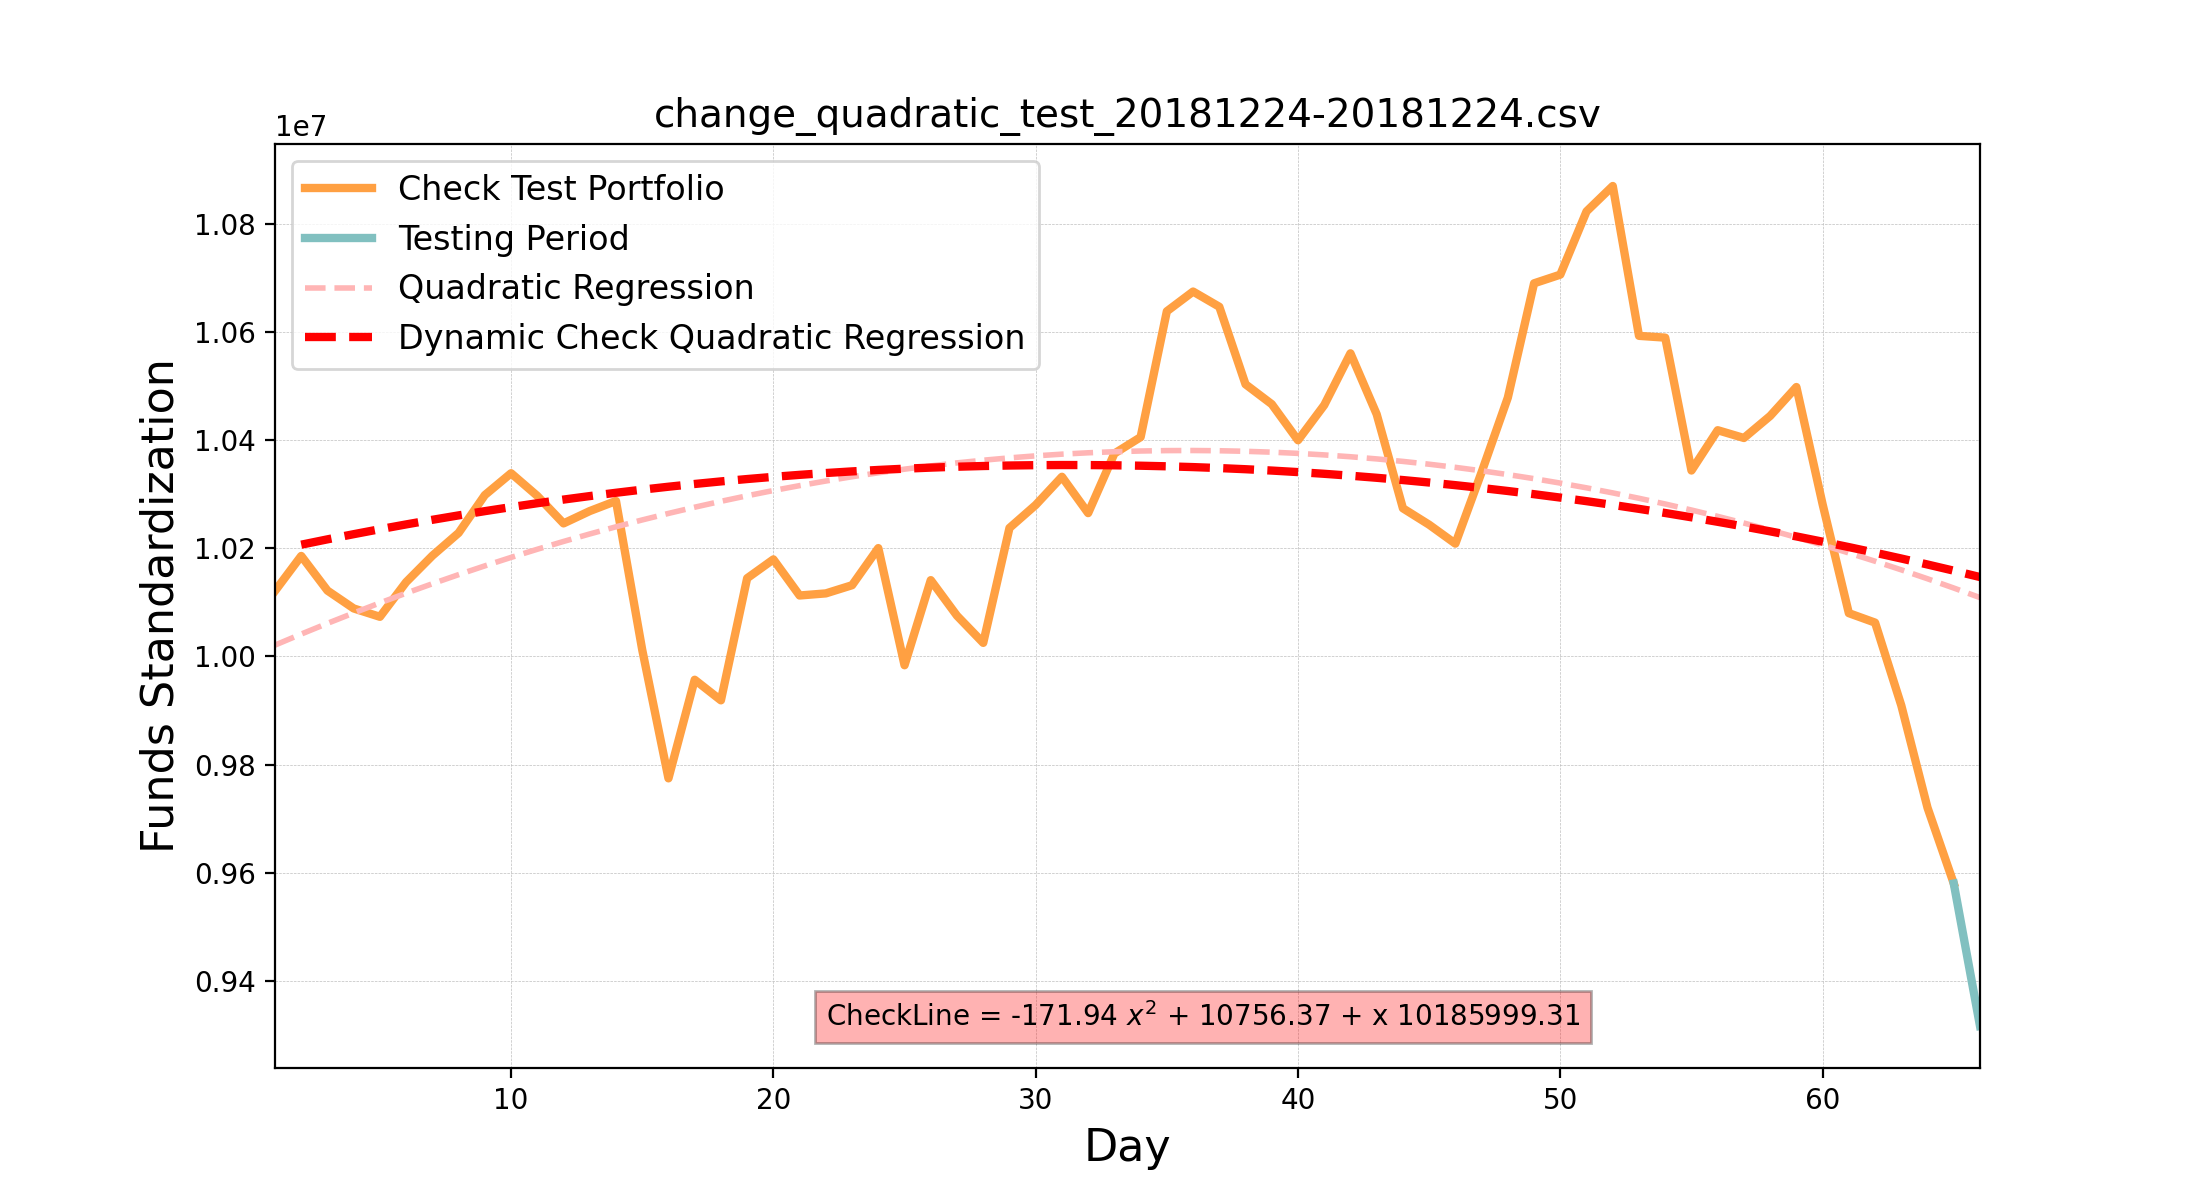 change_quadratic_test_20181224-20181224.csv
1e7
Check Test Portfolio
Testing Period
Quadratic Regression
Dynamic Check Quadratic Regression
1.08
1.06
1.04
1.02
1.00
0.98
0.96
0.94
Funds Standardization
CheckLine = -171.94 x² + 10756.37 + x 10185999.31
10 20 30 40 50 60
Day